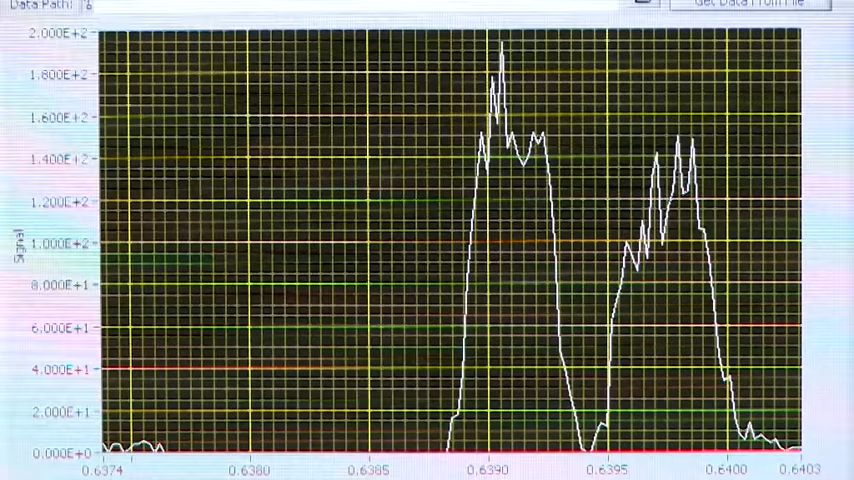 Data Path:
Get Data From File
2.000E+2
1.800E+2
1.600E+2
1.400E+2
1.200E+2
1.000E+2
8.000E+1
6.000E+1
4.000E+1
2.000E+1
0.000E+0
Signal
0.6374 0.6380 0.6385 0.6390 0.6395 0.6400 0.6403